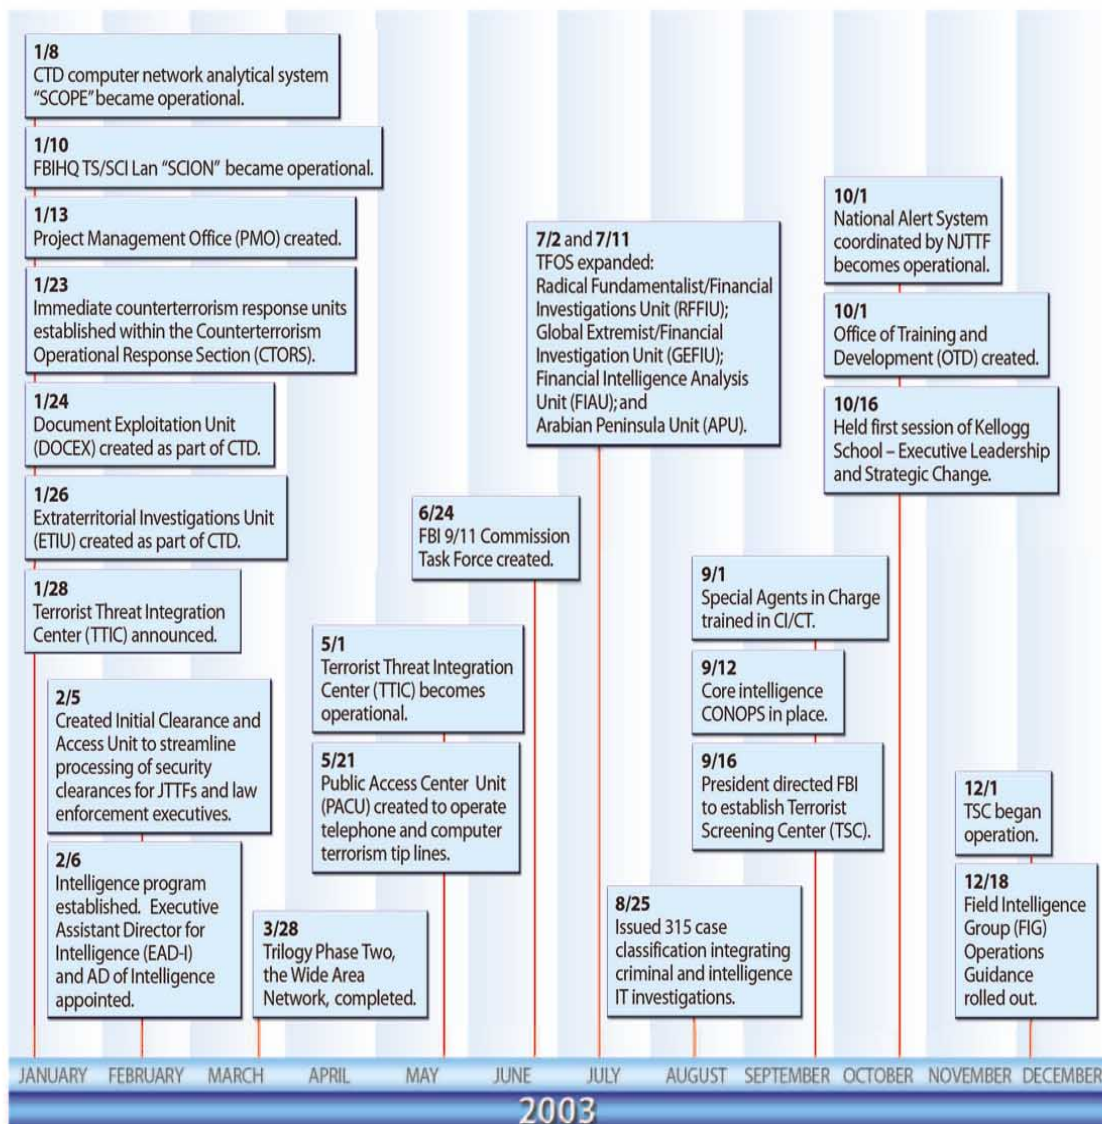 1/8
CTD computer network analytical system
“SCOPE” became operational.
1/10
FBIHQ TS/SCI Lan “SCION” became operational.
1/13
Project Management Office (PMO) created.
1/23
Immediate counterterrorism response units
established within the Counterterrorism
Operational Response Section (CTORS).
1/24
Document Exploitation Unit
(DOCEX) created as part of CTD.
1/26
Extraterritorial Investigations Unit
(ETIU) created as part of CTD.
1/28
Terrorist Threat Integration
Center (TTIC) announced.
2/5
Created Initial Clearance and
Access Unit to streamline
processing of security
clearances for JTTFs and law
enforcement executives.
2/6
Intelligence program
established. Executive
Assistant Director for
Intelligence (EAD-I)
and AD of Intelligence
appointed.
3/28
Trilogy Phase Two,
the Wide Area
Network, completed.
5/1
Terrorist Threat Integration
Center (TTIC) becomes
operational.
5/21
Public Access Center Unit
(PACU) created to operate
telephone and computer
terrorism tip lines.
6/24
FBI 9/11 Commission
Task Force created.
7/2 and 7/11
TFOS expanded:
Radical Fundamentalist/Financial
Investigations Unit (RFFIU);
Global Extremist/Financial
Investigation Unit (GEFIU);
Financial Intelligence Analysis
Unit (FIAU); and
Arabian Peninsula Unit (APU).
8/25
Issued 315 case
classification integrating
criminal and intelligence
IT investigations.
9/1
Special Agents in Charge
trained in CI/CT.
9/12
Core intelligence
CONOPS in place.
9/16
President directed FBI
to establish Terrorist
Screening Center (TSC).
10/1
National Alert System
coordinated by NJTTF
becomes operational.
10/1
Office of Training and
Development (OTD) created.
10/16
Held first session of Kellogg
School – Executive Leadership
and Strategic Change.
12/1
TSC began
operation.
12/18
Field Intelligence
Group (FIG)
Operations
Guidance
rolled out.
JANUARY FEBRUARY MARCH APRIL MAY JUNE JULY AUGUST SEPTEMBER OCTOBER NOVEMBER DECEMBER
2003